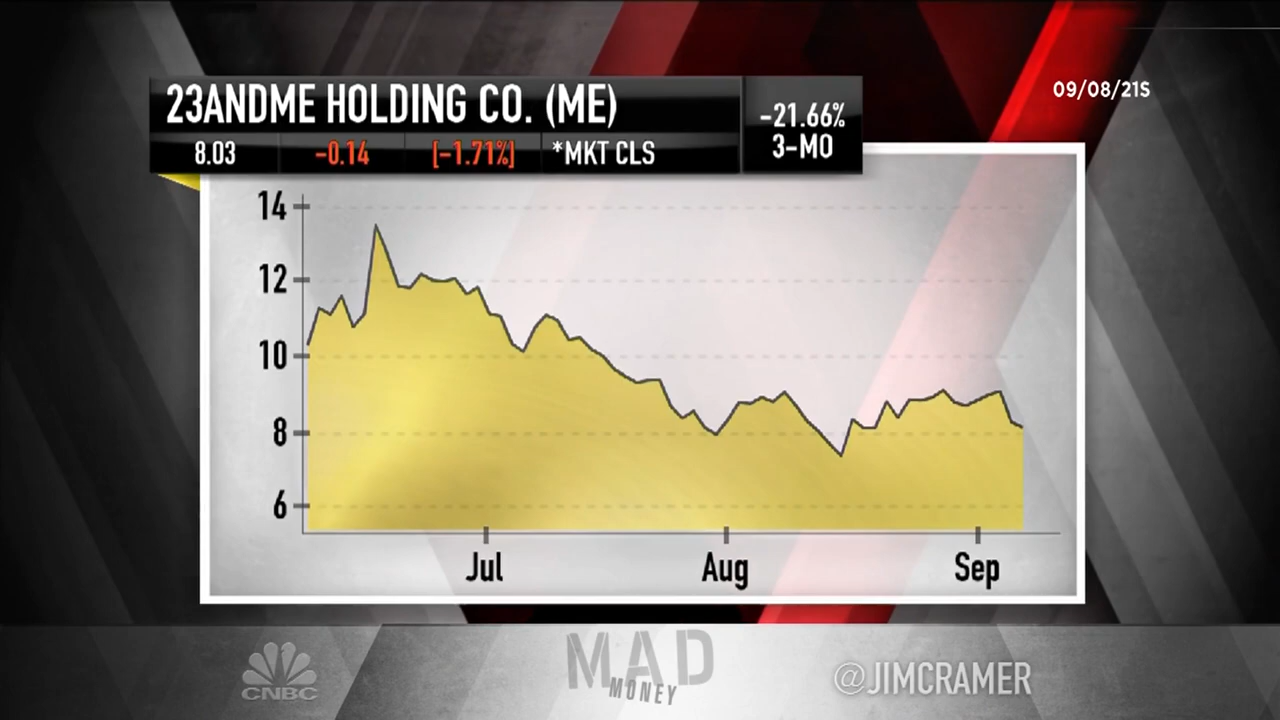 23ANDME HOLDING CO. (ME)
8.03 -0.14 [-1.71%] *MKT CLS
-21.66%
3-MO
09/08/21S
14
12
10
8
6
Jul Aug Sep
CNBC
MAD
MONEY
@JIMCRAMER